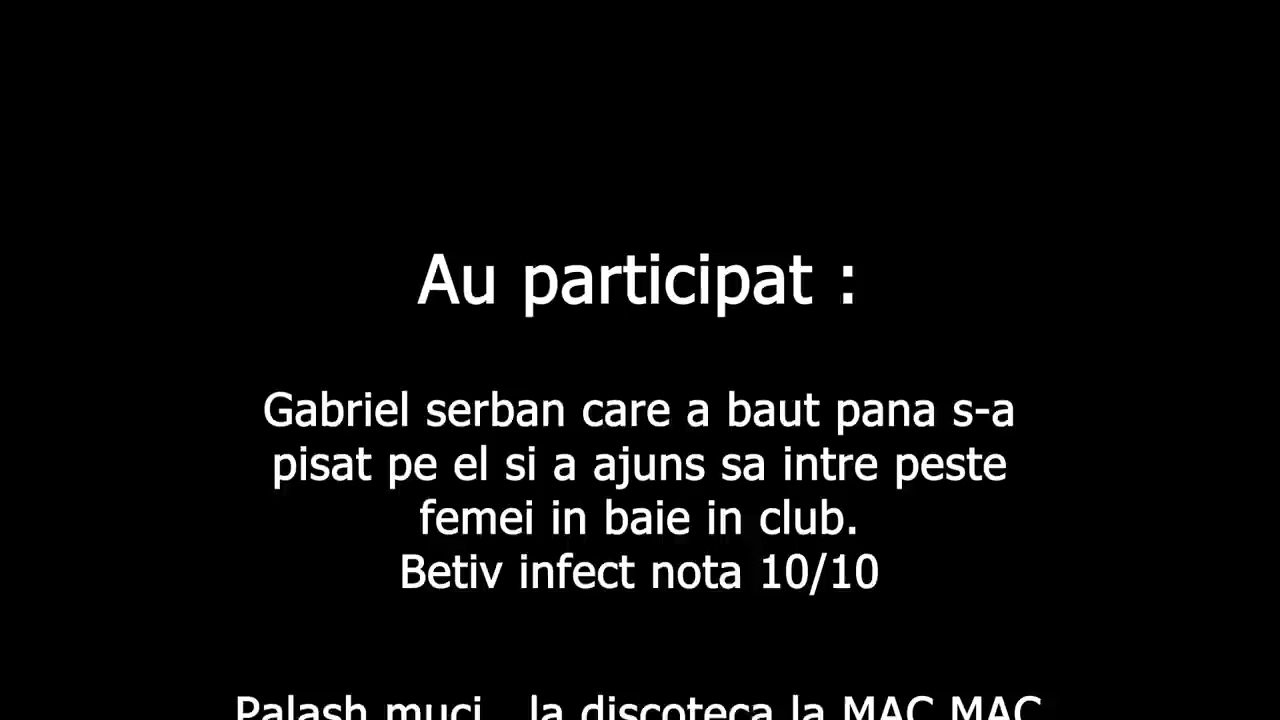 Au participat :
Gabriel serban care a baut pana s-a
pisat pe el si a ajuns sa intre peste
femei in baie in club.
Betiv infect nota 10/10
Palash muci la discoteca la MAC MAC